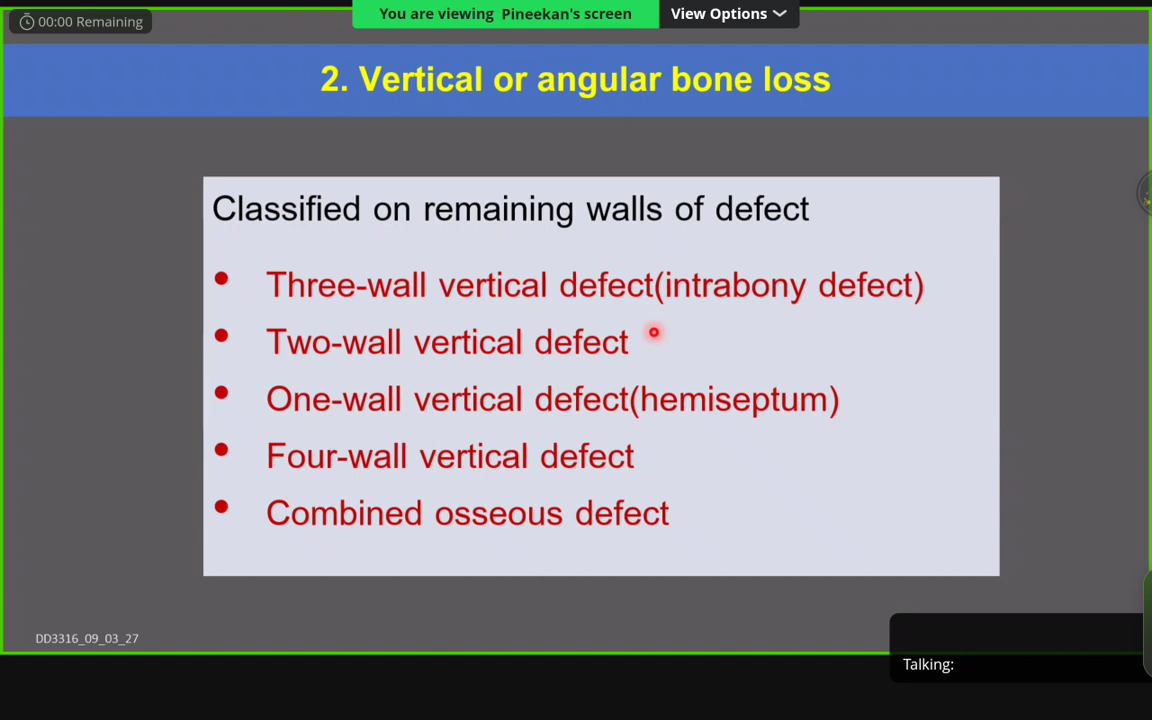 00:00 Remaining
You are viewing Pineekan's screen
View Options
2. Vertical or angular bone loss
Classified on remaining walls of defect
• Three-wall vertical defect(intrabony defect)
• Two-wall vertical defect
• One-wall vertical defect(hemiseptum)
• Four-wall vertical defect
• Combined osseous defect
DD3316_09_03_27
Talking: